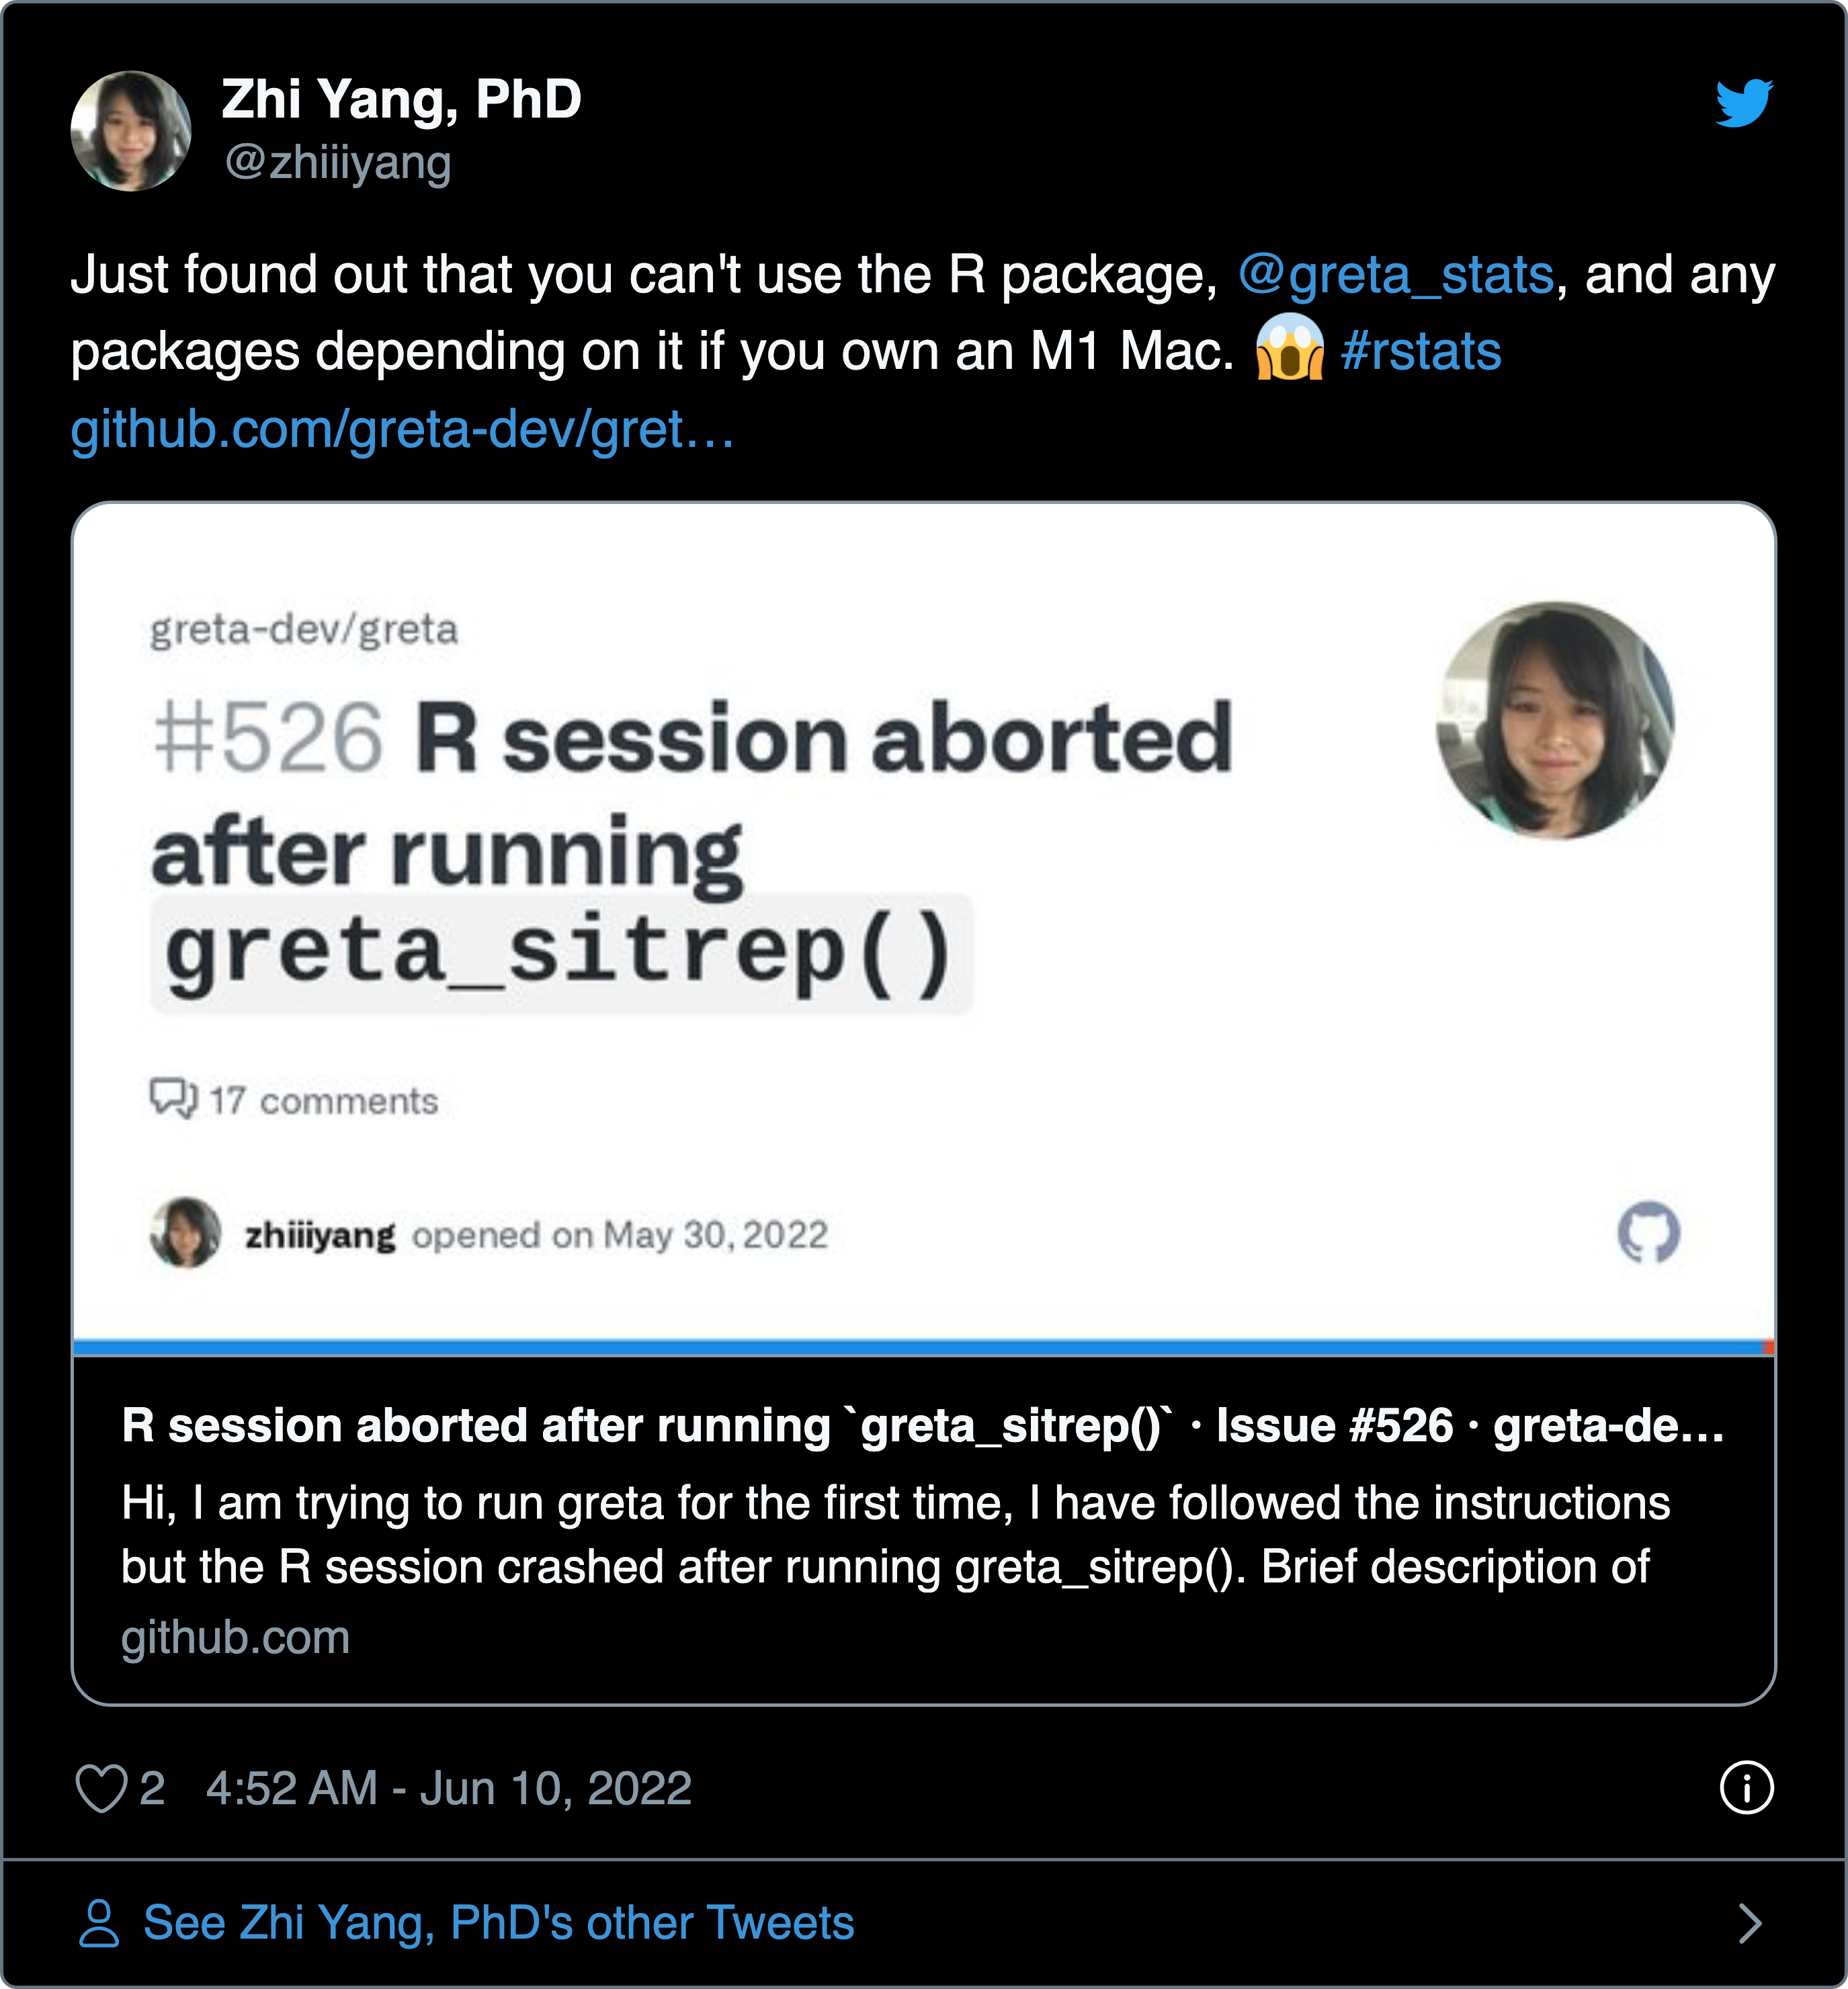 Zhi Yang, PhD
@zhiiiyang
Just found out that you can't use the R package, @greta_stats, and any
packages depending on it if you own an M1 Mac. 😱 #rstats
github.com/greta-dev/gret…
greta-dev/greta
#526 R session aborted
after running
greta_sitrep()
17 comments
zhiiiyang opened on May 30, 2022
R session aborted after running `greta_sitrep()` · Issue #526 · greta-de...
Hi, I am trying to run greta for the first time, I have followed the instructions
but the R session crashed after running greta_sitrep(). Brief description of
github.com
2 4:52 AM - Jun 10, 2022
See Zhi Yang, PhD's other Tweets